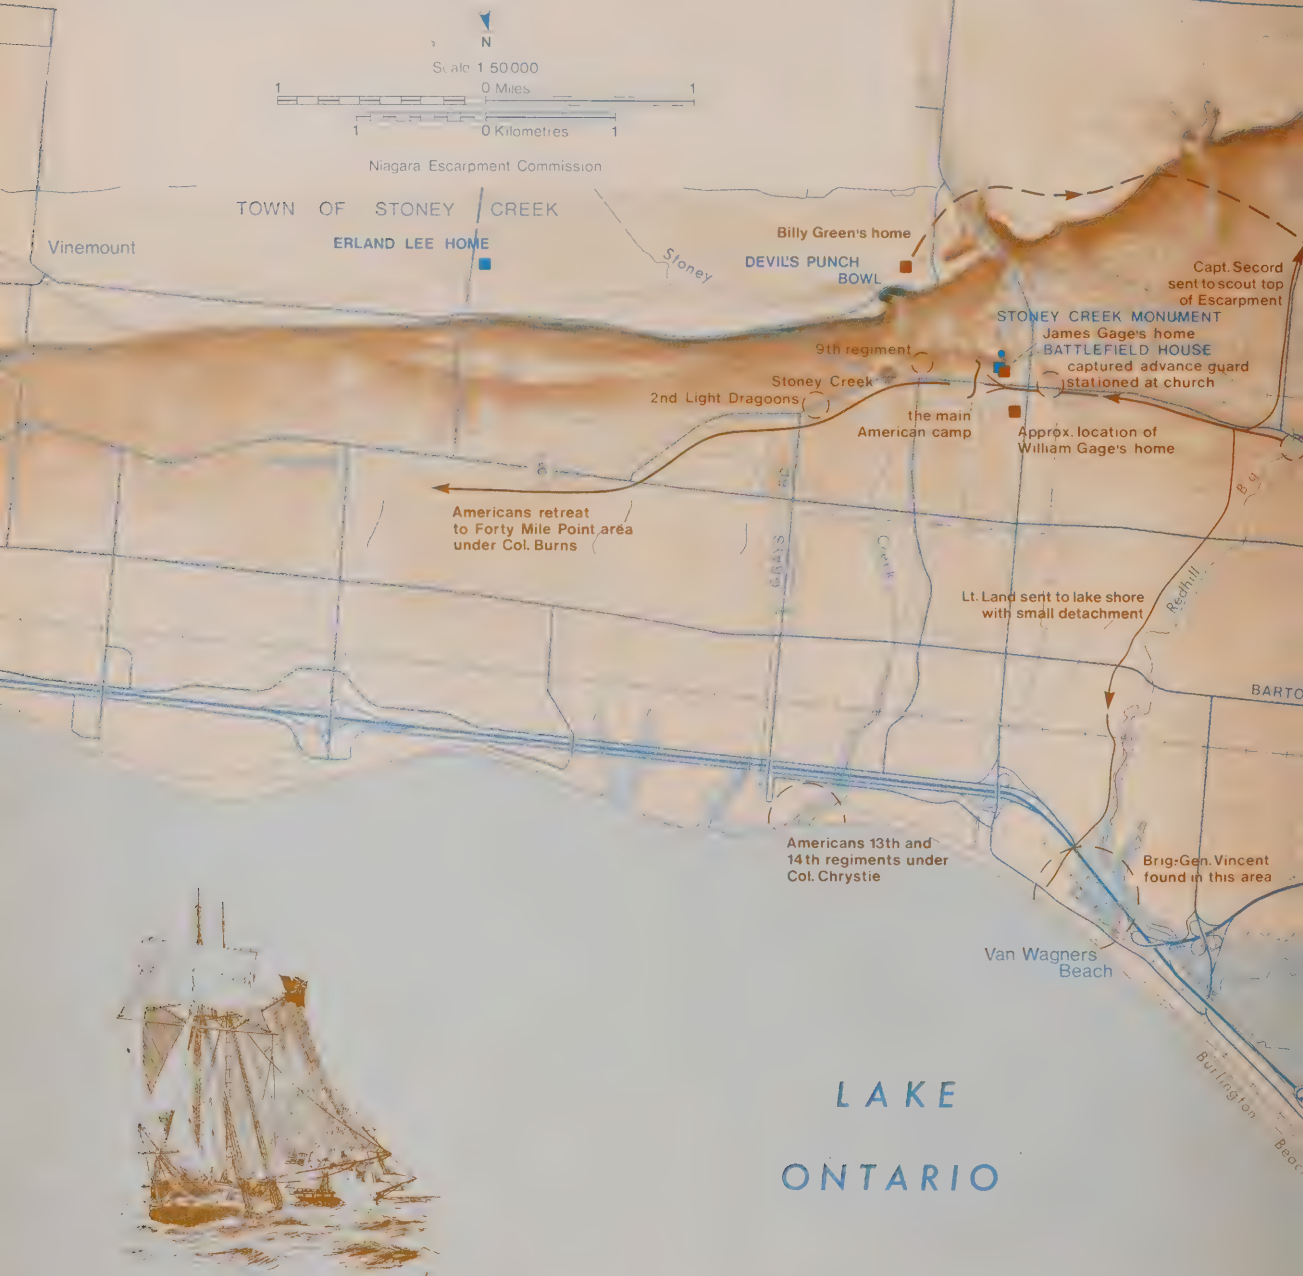 N
Scale 1 50000
1 0 Miles 1
1 0 Kilometres 1
Niagara Escarpment Commission
TOWN OF STONEY CREEK
ERLAND LEE HOME
Vinemount
Stoney
Billy Green's home
DEVIL'S PUNCH
BOWL
Capt. Secord
sent to scout top
of Escarpment
STONEY CREEK MONUMENT
James Gage's home
BATTLEFIELD HOUSE
captured advance guard
stationed at church
9th regiment
Stoney Creek
2nd Light Dragoons
the main
American camp
Approx. location of
William Gage's home
Big
Americans retreat
to Forty Mile Point area
under Col. Burns
8
GRAYS RD
Creek
Redhill
Lt. Land sent to lake shore
with small detachment
BARTO
Americans 13th and
14th regiments under
Col. Chrystie
Brig.-Gen. Vincent
found in this area
Van Wagners
Beach
Burlington Beac
LAKE
ONTARIO